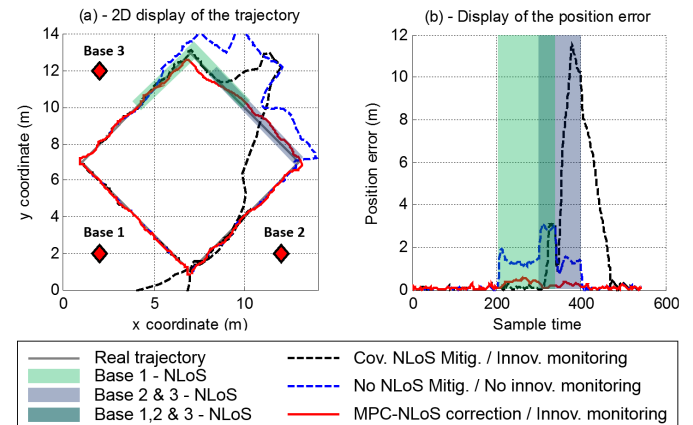 (a) - 2D display of the trajectory
14
12
10
8
6
4
2
0
y coordinate (m)
Base 3
Base 1
Base 2
0
5
10
x coordinate (m)
(b) - Display of the position error
12
10
8
6
4
2
0
Position error (m)
0
200
400
600
Sample time
Real trajectory
Base 1 - NLoS
Base 2 & 3 - NLoS
Base 1,2 & 3 - NLoS
Cov. NLoS Mitig. / Innov. monitoring
No NLoS Mitig. / No innov. monitoring
MPC-NLoS correction / Innov. monitoring